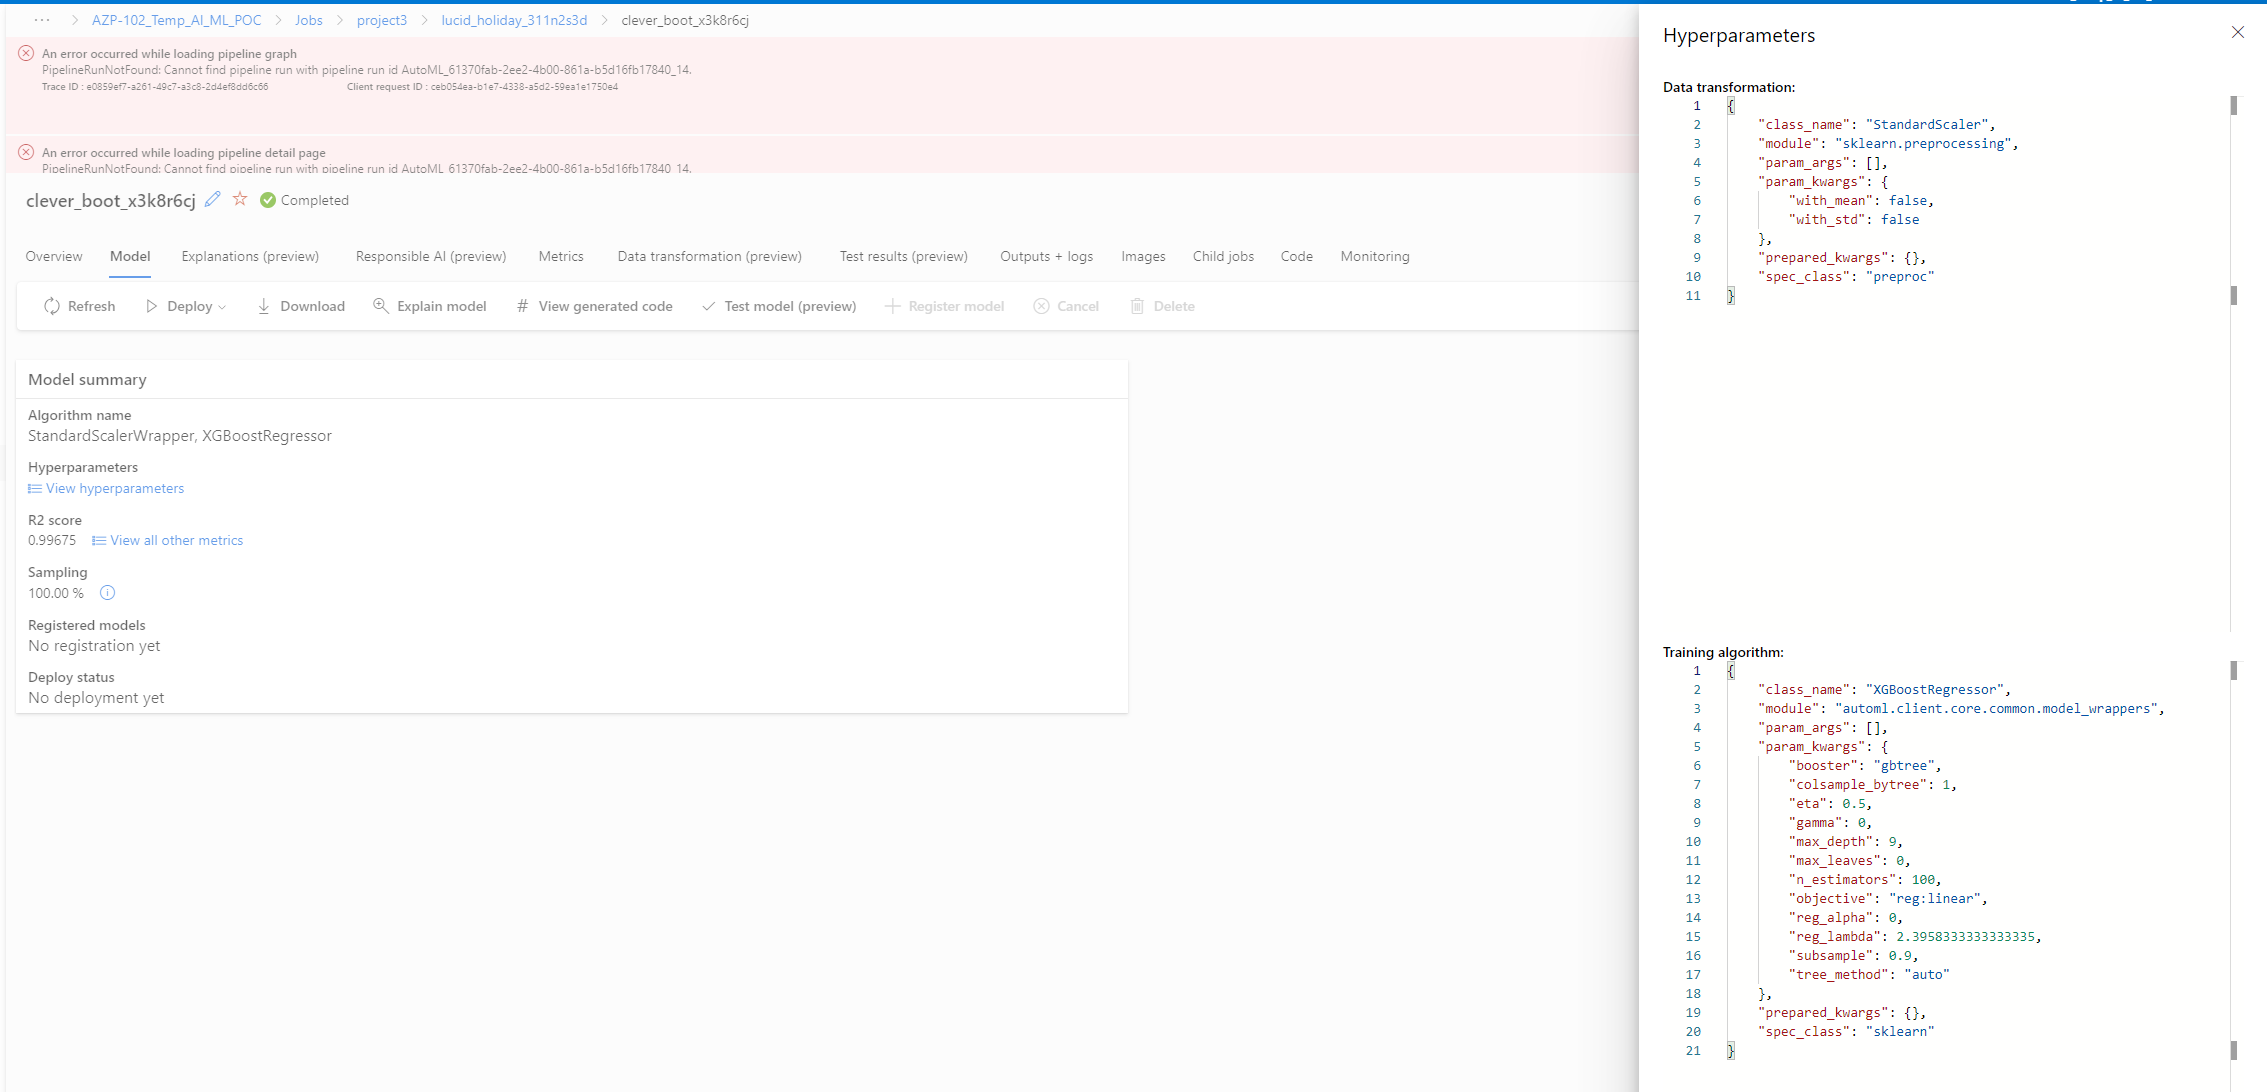 ··· > AZP-102_Temp_AI_ML_POC > Jobs > project3 > lucid_holiday_311n2s3d > clever_boot_x3k8r6cj
An error occurred while loading pipeline graph
PipelineRunNotFound: Cannot find pipeline run with pipeline run id AutoML_61370fab-2ee2-4b00-861a-b5d16fb17840_14.
Trace ID : e0859ef7-a261-49c7-a3c8-2d4ef8dd6c66 Client request ID : ceb054ea-b1e7-4338-a5d2-59ea1e1750e4
An error occurred while loading pipeline detail page
PipelineRunNotFound: Cannot find pipeline run with pipeline run id AutoML_61370fab-2ee2-4b00-861a-b5d16fb17840_14.
clever_boot_x3k8r6cj Completed
Overview Model Explanations (preview) Responsible AI (preview) Metrics Data transformation (preview) Test results (preview) Outputs + logs Images Child jobs Code Monitoring
Refresh Deploy Download Explain model # View generated code Test model (preview) Register model Cancel Delete
Model summary
Algorithm name
StandardScalerWrapper, XGBoostRegressor
Hyperparameters
View hyperparameters
R2 score
0.99675 View all other metrics
Sampling
100.00 %
Registered models
No registration yet
Deploy status
No deployment yet
Hyperparameters
Data transformation:
1 {
2 "class_name": "StandardScaler",
3 "module": "sklearn.preprocessing",
4 "param_args": [],
5 "param_kwargs": {
6 "with_mean": false,
7 "with_std": false
8 },
9 "prepared_kwargs": {},
10 "spec_class": "preproc"
11 }
Training algorithm:
1 {
2 "class_name": "XGBoostRegressor",
3 "module": "automl.client.core.common.model_wrappers",
4 "param_args": [],
5 "param_kwargs": {
6 "booster": "gbtree",
7 "colsample_bytree": 1,
8 "eta": 0.5,
9 "gamma": 0,
10 "max_depth": 9,
11 "max_leaves": 0,
12 "n_estimators": 100,
13 "objective": "reg:linear",
14 "reg_alpha": 0,
15 "reg_lambda": 2.3958333333333335,
16 "subsample": 0.9,
17 "tree_method": "auto"
18 },
19 "prepared_kwargs": {},
20 "spec_class": "sklearn"
21 }